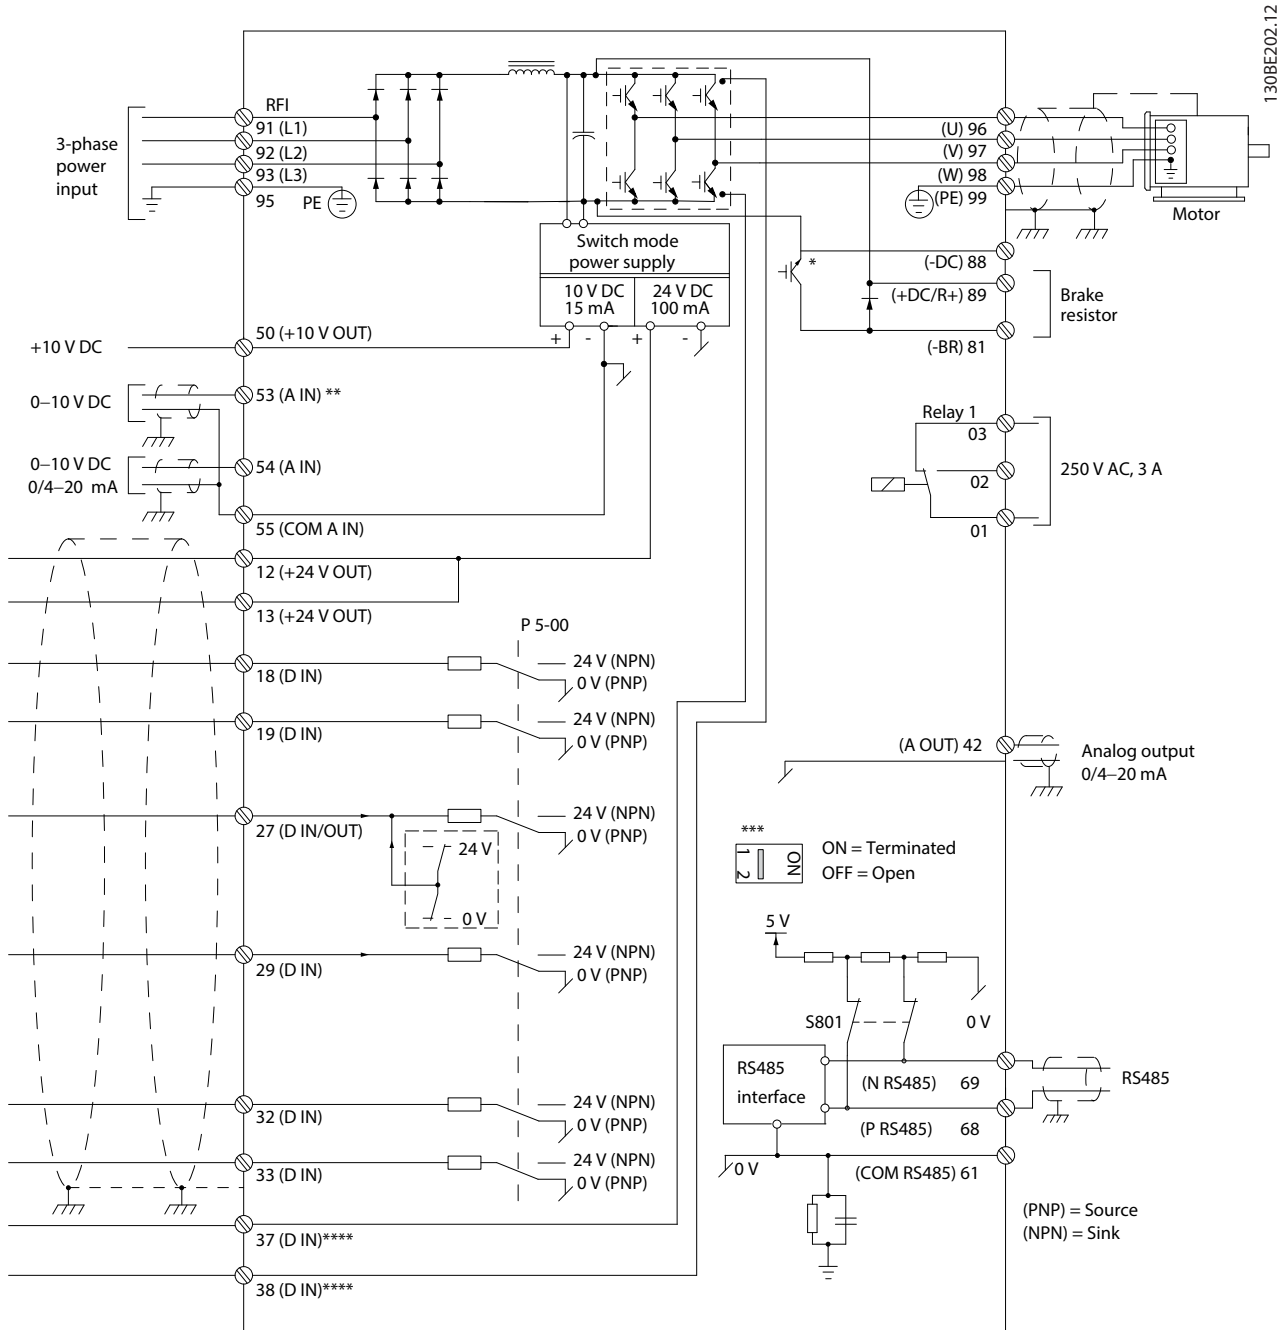 130BE202.12
3-phase
power
input
RFI
91 (L1)
92 (L2)
93 (L3)
95
PE
(U) 96
(V) 97
(W) 98
(PE) 99
Motor
Switch mode
power supply
10 V DC
15 mA
24 V DC
100 mA
+
-
+
-
*
(-DC) 88
(+DC/R+) 89
(-BR) 81
Brake
resistor
+10 V DC
50 (+10 V OUT)
0–10 V DC
53 (A IN) **
0–10 V DC
0/4–20 mA
54 (A IN)
55 (COM A IN)
Relay 1
03
02
01
250 V AC, 3 A
12 (+24 V OUT)
13 (+24 V OUT)
P 5-00
18 (D IN)
24 V (NPN)
0 V (PNP)
19 (D IN)
24 V (NPN)
0 V (PNP)
27 (D IN/OUT)
24 V (NPN)
0 V (PNP)
24 V
0 V
29 (D IN)
24 V (NPN)
0 V (PNP)
32 (D IN)
24 V (NPN)
0 V (PNP)
33 (D IN)
24 V (NPN)
0 V (PNP)
37 (D IN)****
38 (D IN)****
(A OUT) 42
Analog output
0/4–20 mA
***
1
2
ON
ON = Terminated
OFF = Open
5 V
S801
0 V
RS485
interface
(N RS485) 69
(P RS485) 68
RS485
0 V
(COM RS485) 61
(PNP) = Source
(NPN) = Sink